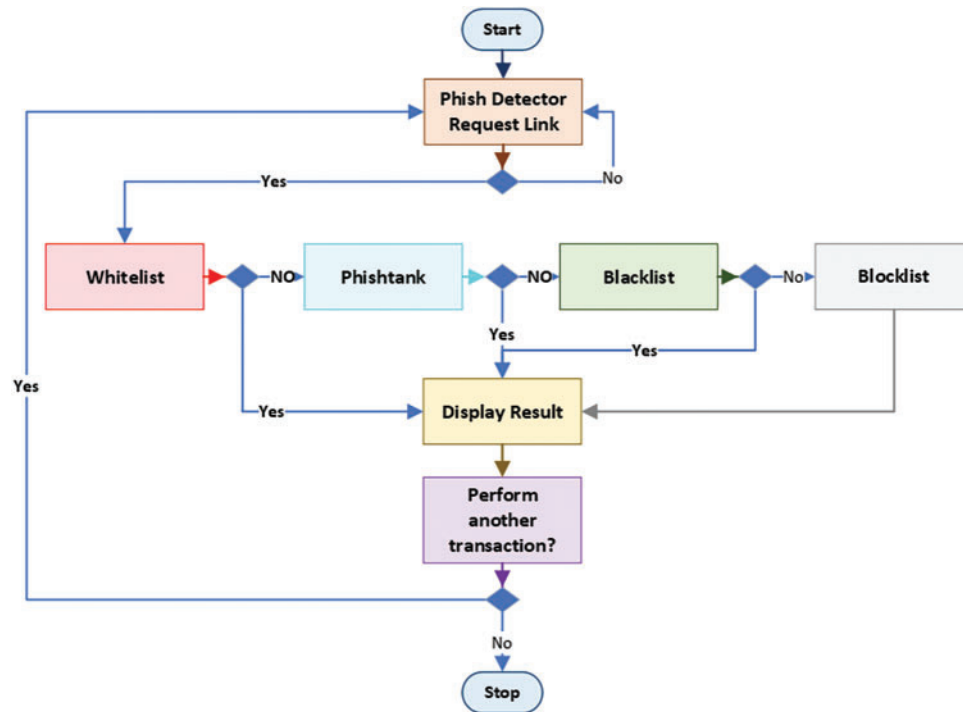 Start
Phish Detector
Request Link
Yes
No
Whitelist
NO
Phishtank
NO
Blacklist
No
Blocklist
Yes
Yes
Yes
Yes
Display Result
Perform
another
transaction?
No
Stop